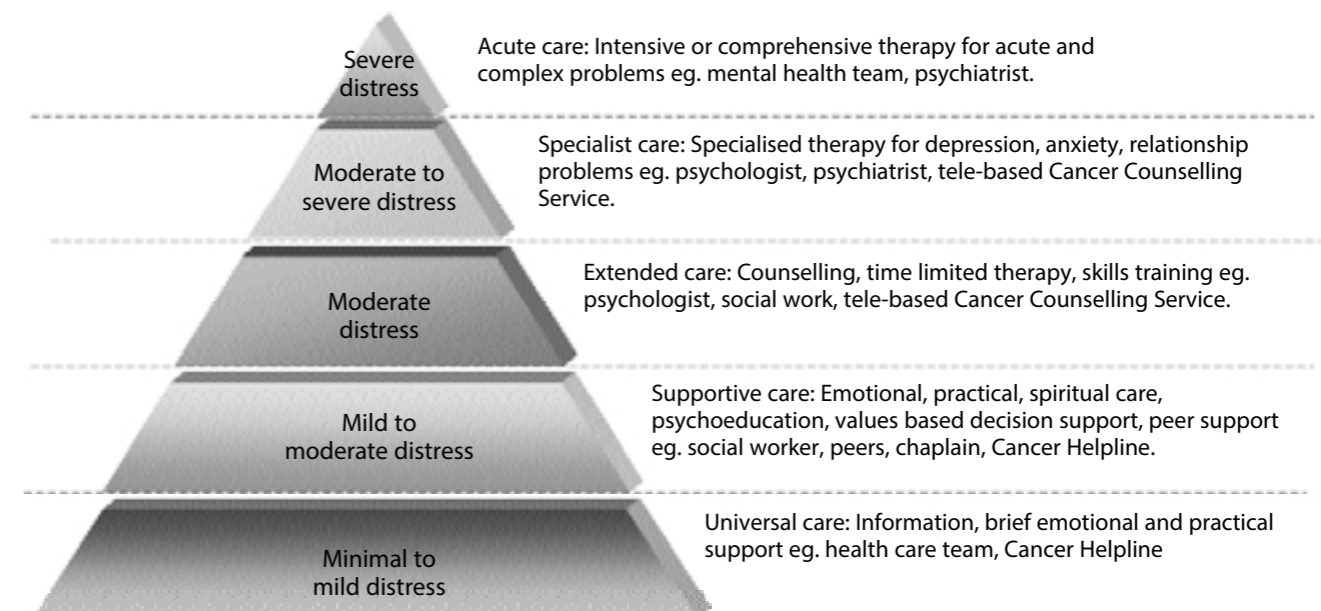 Severe
distress
Acute care: Intensive or comprehensive therapy for acute and
complex problems eg. mental health team, psychiatrist.
Moderate to
severe distress
Specialist care: Specialised therapy for depression, anxiety, relationship
problems eg. psychologist, psychiatrist, tele-based Cancer Counselling
Service.
Moderate
distress
Extended care: Counselling, time limited therapy, skills training eg.
psychologist, social work, tele-based Cancer Counselling Service.
Mild to
moderate distress
Supportive care: Emotional, practical, spiritual care,
psychoeducation, values based decision support, peer support
eg. social worker, peers, chaplain, Cancer Helpline.
Minimal to
mild distress
Universal care: Information, brief emotional and practical
support eg. health care team, Cancer Helpline